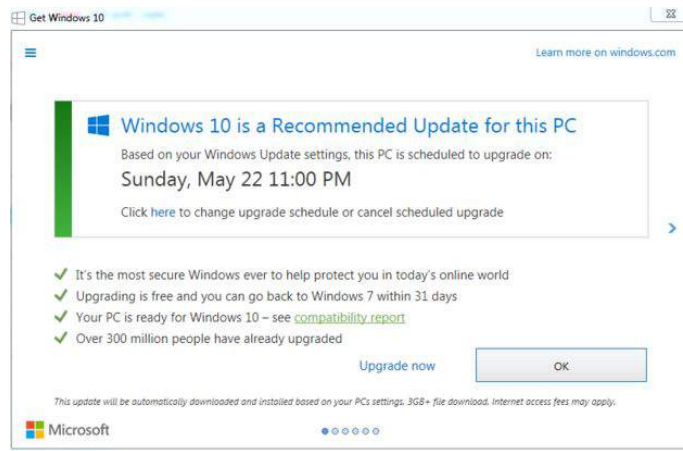 Get Windows 10
Learn more on windows.com
Windows 10 is a Recommended Update for this PC
Based on your Windows Update settings, this PC is scheduled to upgrade on:
Sunday, May 22 11:00 PM
Click here to change upgrade schedule or cancel scheduled upgrade
It's the most secure Windows ever to help protect you in today's online world
Upgrading is free and you can go back to Windows 7 within 31 days
Your PC is ready for Windows 10 – see compatibility report
Over 300 million people have already upgraded
Upgrade now
OK
This update will be automatically downloaded and installed based on your PCs settings. 3GB+ file download. Internet access fees may apply.
Microsoft